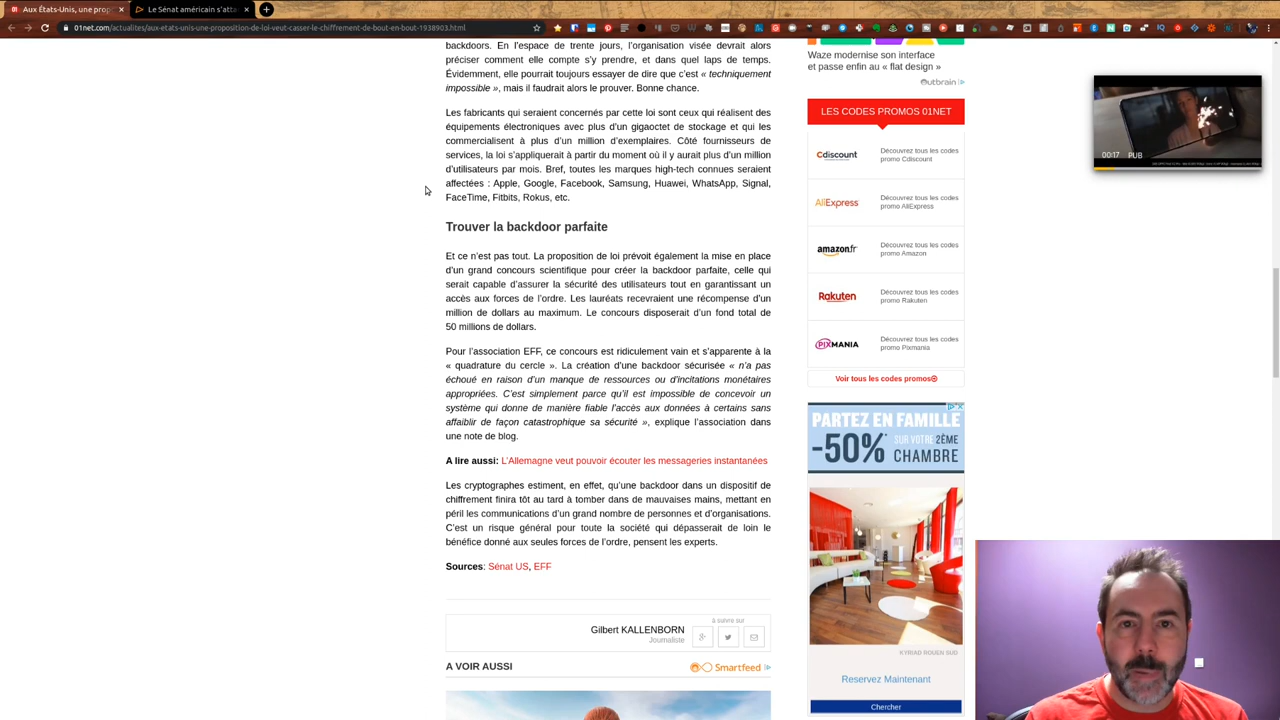 Aux États-Unis, une prop
Le Sénat américain s'atta
01net.com/actualites/aux-etats-unis-une-proposition-de-loi-veut-casser-le-chiffrement-de-bout-en-bout-1938903.html
backdoors. En l'espace de trente jours, l'organisation visée devrait alors
préciser comment elle compte s'y prendre, et dans quel laps de temps.
Évidemment, elle pourrait toujours essayer de dire que c'est « techniquement
impossible », mais il faudrait alors le prouver. Bonne chance.
Les fabricants qui seraient concernés par cette loi sont ceux qui réalisent des
équipements électroniques avec plus d'un gigaoctet de stockage et qui les
commercialisent à plus d'un million d'exemplaires. Côté fournisseurs de
services, la loi s'appliquerait à partir du moment où il y aurait plus d'un million
d'utilisateurs par mois. Bref, toutes les marques high-tech connues seraient
affectées : Apple, Google, Facebook, Samsung, Huawei, WhatsApp, Signal,
FaceTime, Fitbits, Rokus, etc.
Trouver la backdoor parfaite
Et ce n'est pas tout. La proposition de loi prévoit également la mise en place
d'un grand concours scientifique pour créer la backdoor parfaite, celle qui
serait capable d'assurer la sécurité des utilisateurs tout en garantissant un
accès aux forces de l'ordre. Les lauréats recevraient une récompense d'un
million de dollars au maximum. Le concours disposerait d'un fond total de
50 millions de dollars.
Pour l'association EFF, ce concours est ridiculement vain et s'apparente à la
« quadrature du cercle ». La création d'une backdoor sécurisée « n'a pas
échoué en raison d'un manque de ressources ou d'incitations monétaires
appropriées. C'est simplement parce qu'il est impossible de concevoir un
système qui donne de manière fiable l'accès aux données à certains sans
affaiblir de façon catastrophique sa sécurité », explique l'association dans
une note de blog.
A lire aussi: L'Allemagne veut pouvoir écouter les messageries instantanées
Les cryptographes estiment, en effet, qu'une backdoor dans un dispositif de
chiffrement finira tôt au tard à tomber dans de mauvaises mains, mettant en
péril les communications d'un grand nombre de personnes et d'organisations.
C'est un risque général pour toute la société qui dépasserait de loin le
bénéfice donné aux seules forces de l'ordre, pensent les experts.
Sources: Sénat US, EFF
à suivre sur
Gilbert KALLENBORN
Journaliste
A VOIR AUSSI
Smartfeed
Waze modernise son interface
et passe enfin au « flat design »
outbrain
LES CODES PROMOS 01NET
Cdiscount
Découvrez tous les codes
promo Cdiscount
AliExpress
Découvrez tous les codes
promo AliExpress
amazon.fr
Découvrez tous les codes
promo Amazon
Rakuten
Découvrez tous les codes
promo Rakuten
PIXMANIA
Découvrez tous les codes
promo Pixmania
Voir tous les codes promos
PARTEZ EN FAMILLE
-50%* SUR VOTRE 2ÈME
CHAMBRE
KYRIAD ROUEN SUD
Reservez Maintenant
Chercher
00:17 PUB